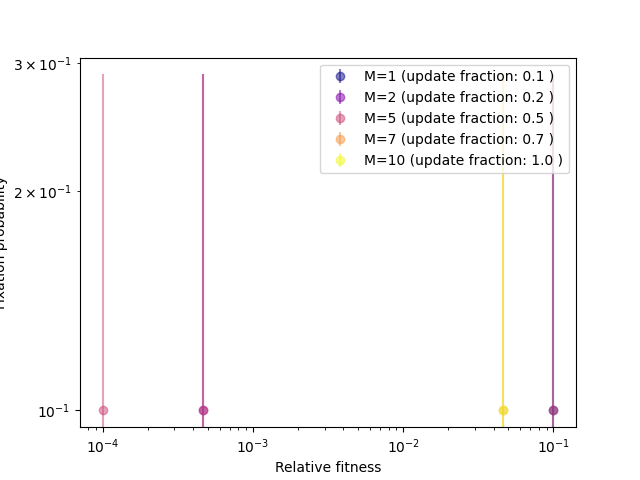 3 × 10⁻¹
2 × 10⁻¹
10⁻¹
probability
M=1 (update fraction: 0.1 )
M=2 (update fraction: 0.2 )
M=5 (update fraction: 0.5 )
M=7 (update fraction: 0.7 )
M=10 (update fraction: 1.0 )
10⁻⁴
10⁻³
10⁻²
10⁻¹
Relative fitness